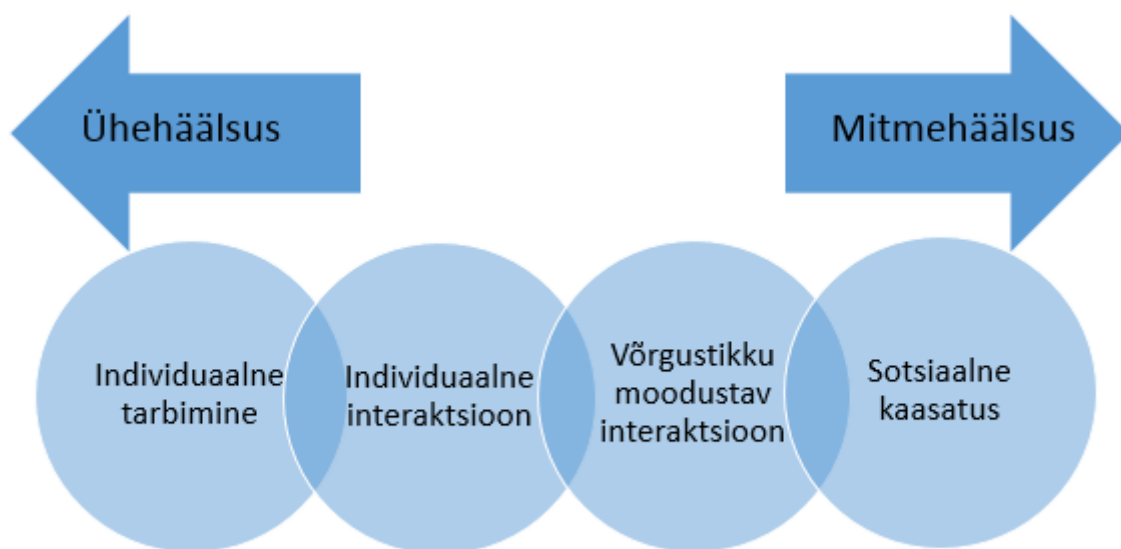 Ühehäälsus
Mitmehäälsus
Individuaalne
tarbimine
Individuaalne
interaktsioon
Võrgustikku
moodustav
interaktsioon
Sotsiaalne
kaasatus